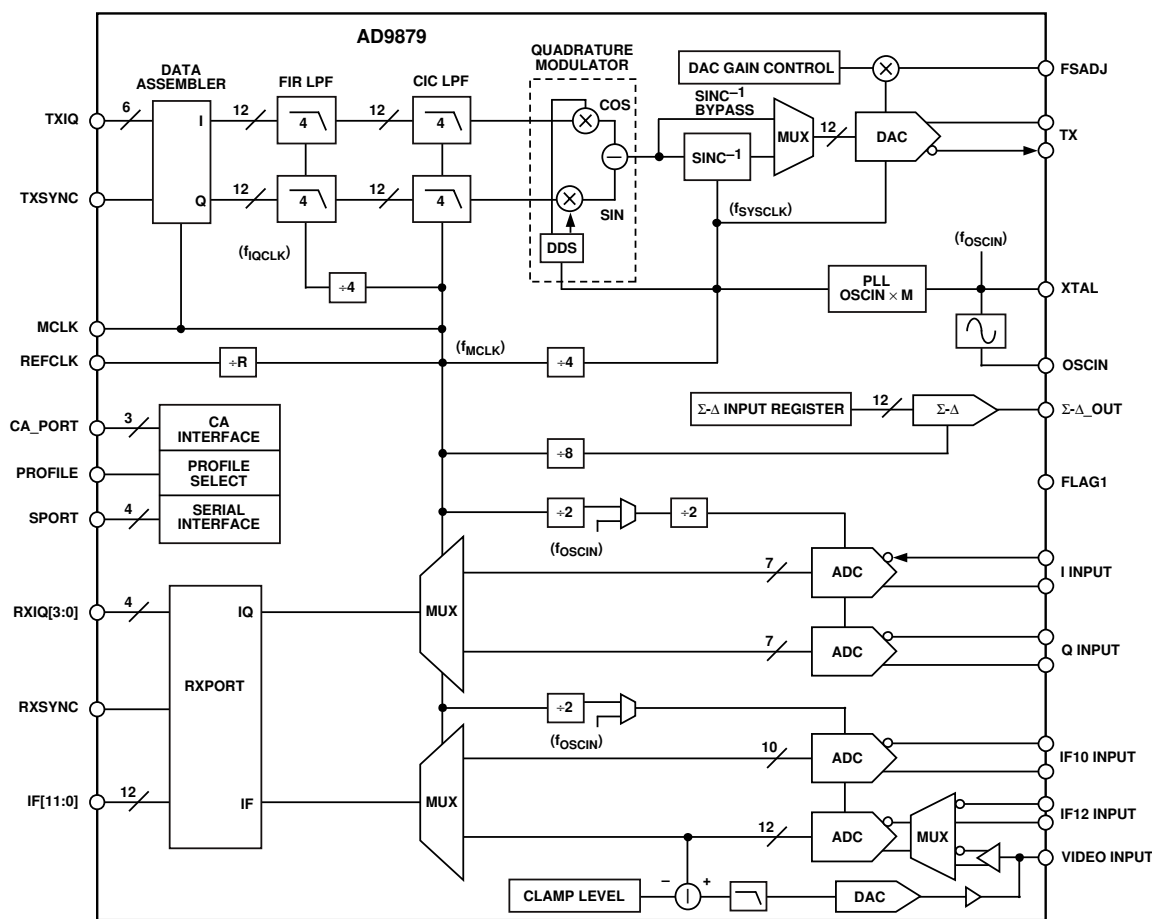 AD9879
DATA
ASSEMBLER
FIR LPF
CIC LPF
QUADRATURE
MODULATOR
DAC GAIN CONTROL
FSADJ
TXIQ
6
I
12
4
12
4
COS
SINC–1
BYPASS
MUX
12
DAC
TX
SINC–1
TXSYNC
Q
12
4
12
4
SIN
(fSYSCLK)
(fIQCLK)
DDS
(fOSCIN)
÷4
PLL
OSCIN × M
XTAL
MCLK
REFCLK
÷R
(fMCLK)
÷4
OSCIN
CA_PORT
3
CA
INTERFACE
Σ-Δ INPUT REGISTER
12
Σ-Δ
Σ-Δ_OUT
PROFILE
PROFILE
SELECT
÷8
FLAG1
SPORT
4
SERIAL
INTERFACE
÷2
÷2
(fOSCIN)
7
ADC
I INPUT
RXIQ[3:0]
4
IQ
MUX
7
ADC
Q INPUT
RXPORT
RXSYNC
÷2
(fOSCIN)
10
ADC
IF10 INPUT
IF[11:0]
12
IF
MUX
12
ADC
MUX
IF12 INPUT
VIDEO INPUT
–
+
CLAMP LEVEL
DAC